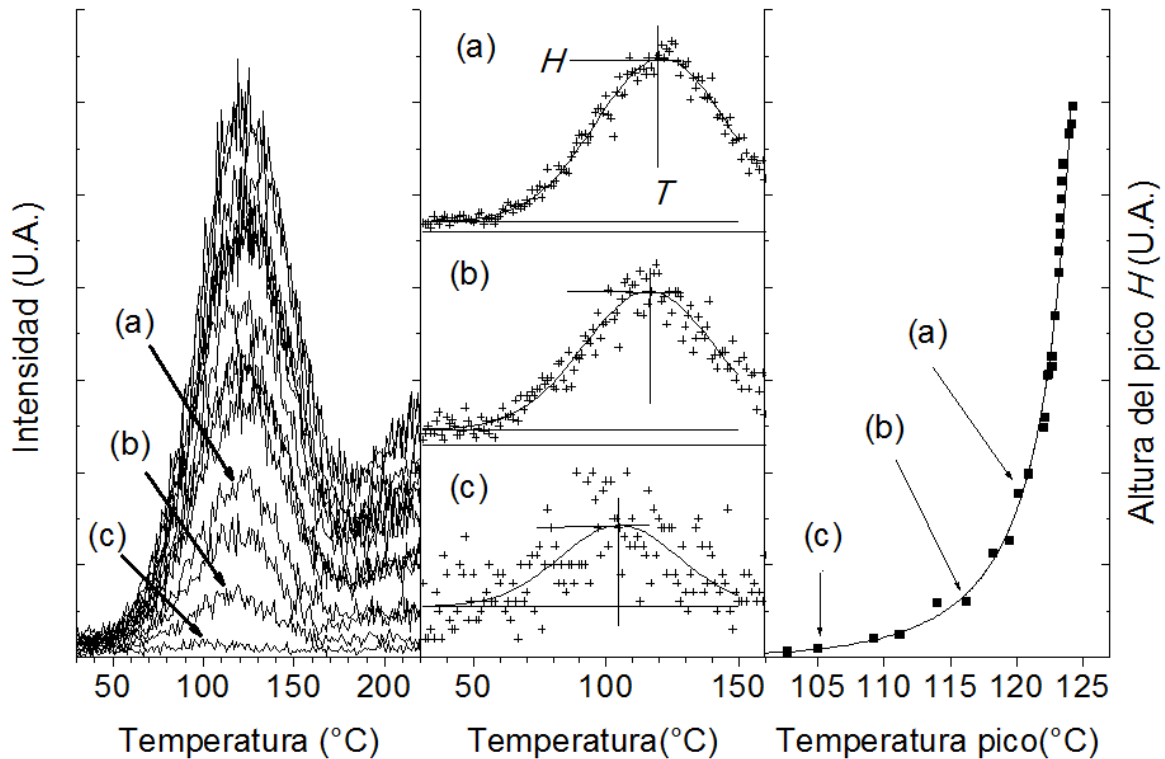 Intensidad (U.A.)
(a)
(b)
(c)
50
100
150
200
Temperatura (°C)
(a)
H
T
(b)
(c)
50
100
150
Temperatura(°C)
(a)
(b)
(c)
105
110
115
120
125
Temperatura pico(°C)
Altura del pico H (U.A.)